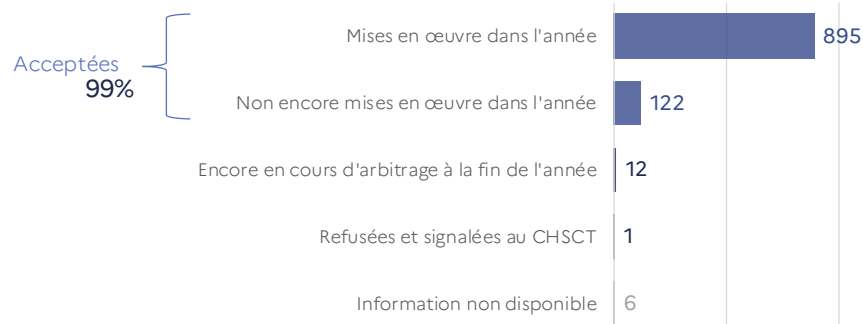 Mises en œuvre dans l'année 895
Acceptées
99%
Non encore mises en œuvre dans l'année 122
Encore en cours d'arbitrage à la fin de l'année 12
Refusées et signalées au CHSCT 1
Information non disponible 6